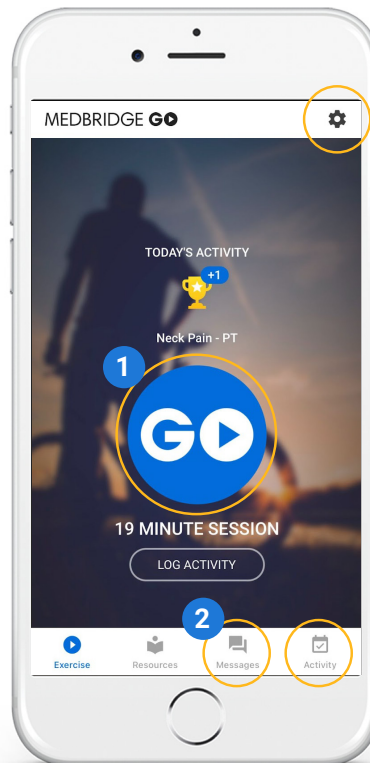 MEDBRIDGE GO
TODAY'S ACTIVITY
+1
Neck Pain - PT
1
GO
19 MINUTE SESSION
LOG ACTIVITY
2
Exercise Resources Messages Activity